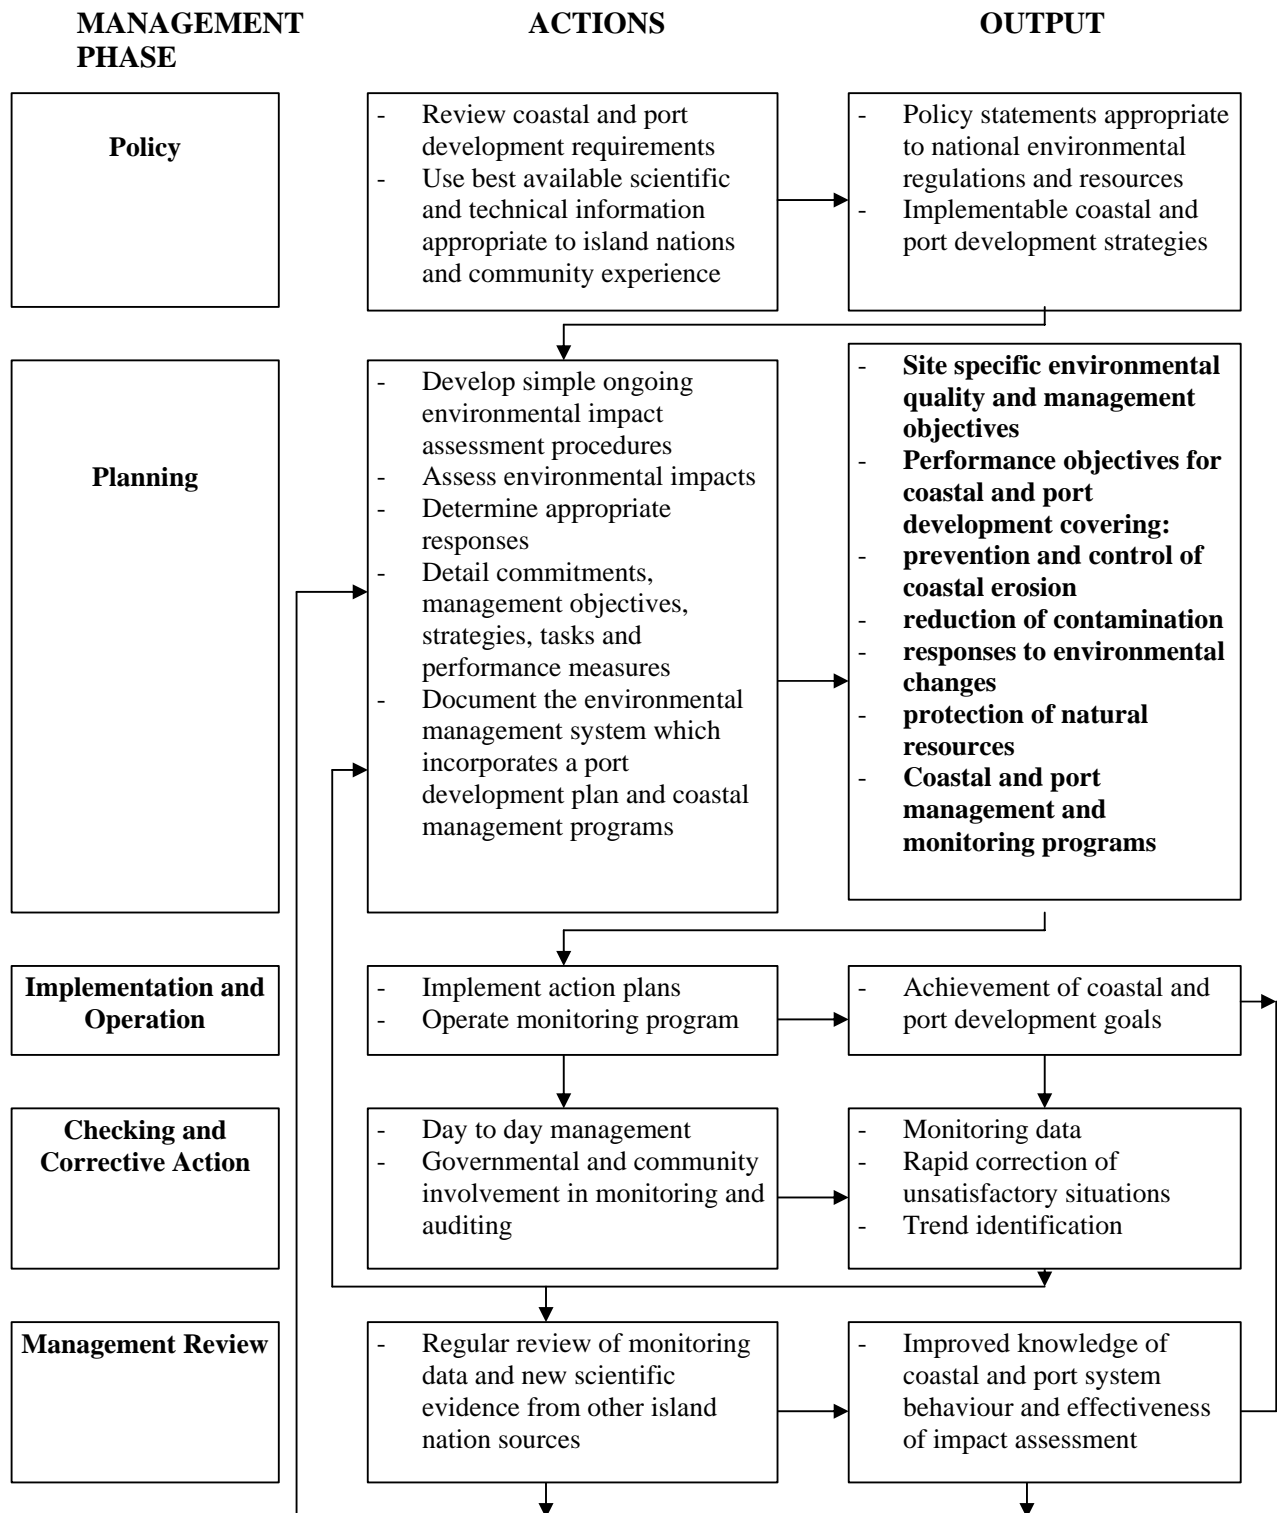 MANAGEMENT PHASE
ACTIONS
OUTPUT
Policy
- Review coastal and port
development requirements
- Use best available scientific
and technical information
appropriate to island nations
and community experience
- Policy statements appropriate
to national environmental
regulations and resources
- Implementable coastal and
port development strategies
Planning
- Develop simple ongoing
environmental impact
assessment procedures
- Assess environmental impacts
- Determine appropriate
responses
- Detail commitments,
management objectives,
strategies, tasks and
performance measures
- Document the environmental
management system which
incorporates a port
development plan and coastal
management programs
- Site specific environmental
quality and management
objectives
- Performance objectives for
coastal and port
development covering:
- prevention and control of
coastal erosion
- reduction of contamination
- responses to environmental
changes
- protection of natural
resources
- Coastal and port
management and
monitoring programs
Implementation and
Operation
- Implement action plans
- Operate monitoring program
- Achievement of coastal and
port development goals
Checking and
Corrective Action
- Day to day management
- Governmental and community
involvement in monitoring and
auditing
- Monitoring data
- Rapid correction of
unsatisfactory situations
- Trend identification
Management Review
- Regular review of monitoring
data and new scientific
evidence from other island
nation sources
- Improved knowledge of
coastal and port system
behaviour and effectiveness
of impact assessment